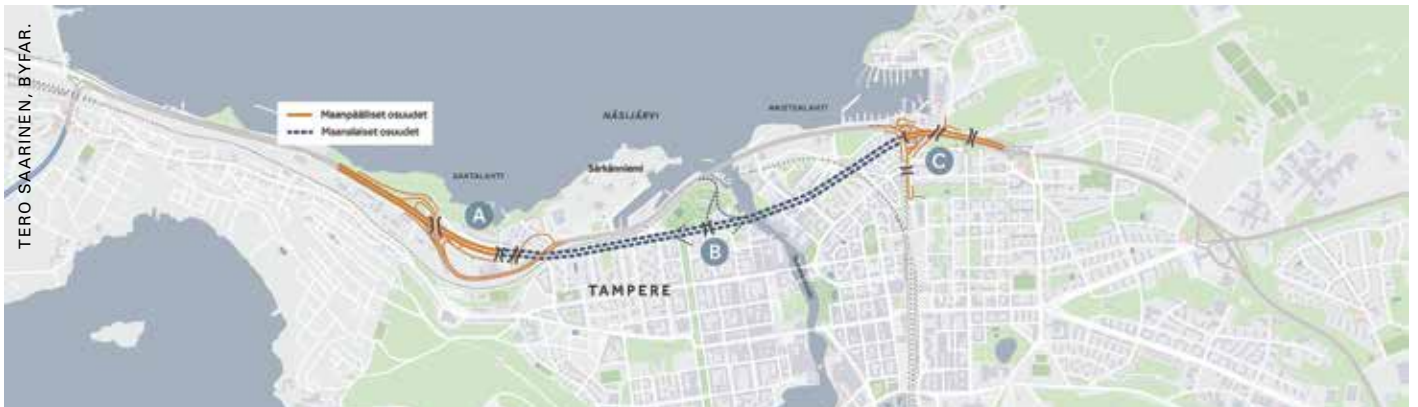 TERO SAARINEN, BYFAR.
Maanpäälliset osuudet
Maanalaiset osuudet
NÄSIJÄRVI
NAISTENLAHTI
SANTALAHTI
Särkänniemi
A
B
C
TAMPERE